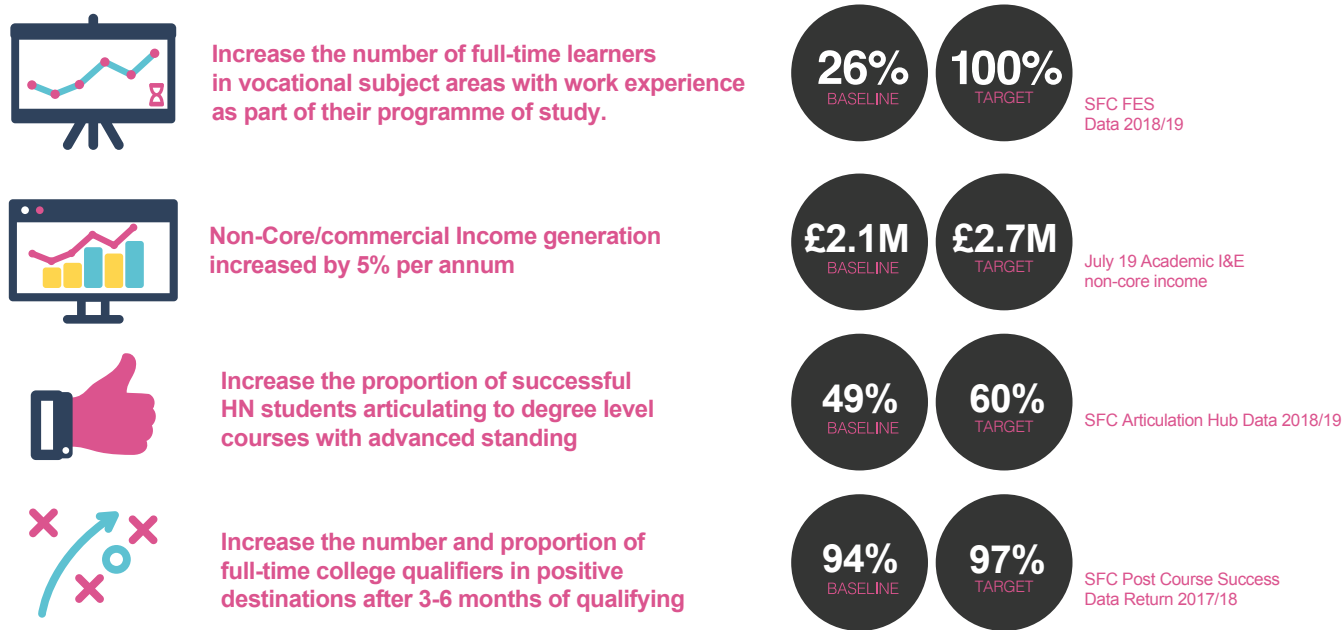 Increase the number of full-time learners
in vocational subject areas with work experience
as part of their programme of study.
26%
BASELINE
100%
TARGET
SFC FES
Data 2018/19
Non-Core/commercial Income generation
increased by 5% per annum
£2.1M
BASELINE
£2.7M
TARGET
July 19 Academic I&E
non-core income
Increase the proportion of successful
HN students articulating to degree level
courses with advanced standing
49%
BASELINE
60%
TARGET
SFC Articulation Hub Data 2018/19
Increase the number and proportion of
full-time college qualifiers in positive
destinations after 3-6 months of qualifying
94%
BASELINE
97%
TARGET
SFC Post Course Success
Data Return 2017/18